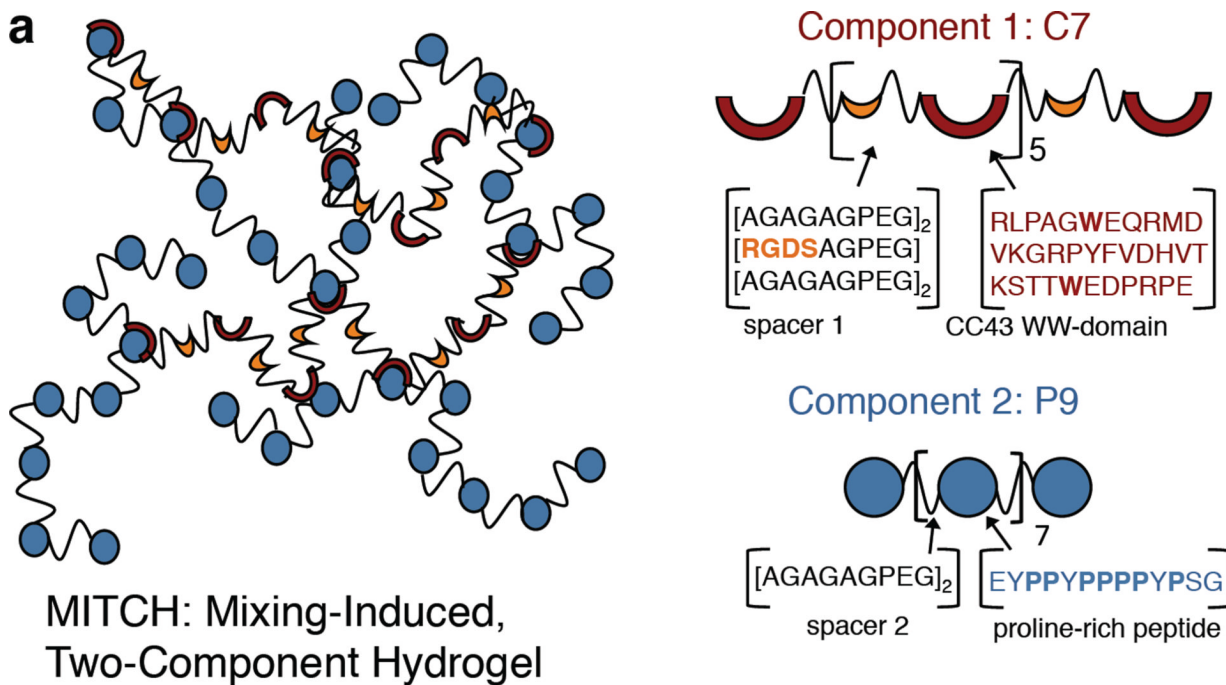 a
Component 1: C7
5
[AGAGAGPEG]2
[RGDSAGPEG]
[AGAGAGPEG]2
spacer 1
RLPAGWEQRMD
VKGRPYFVDHVT
KSTTWEDPRPE
CC43 WW-domain
Component 2: P9
7
[AGAGAGPEG]2
spacer 2
EYPPYPPPPYPSG
proline-rich peptide
MITCH: Mixing-Induced,
Two-Component Hydrogel